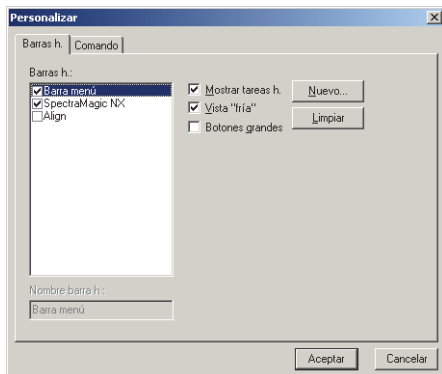 Personalizar
Barras h. Comando
Barras h.:
Barra menú
SpectraMagic NX
Align
Mostrar tareas h.
Vista "fría"
Botones grandes
Nuevo...
Limpiar
Nombre barra h.:
Barra menú
Aceptar Cancelar